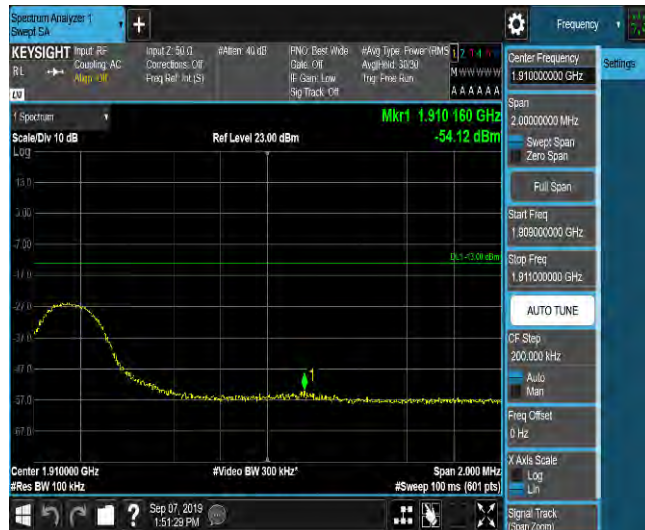 Spectrum Analyzer 1
Swept SA
+
Frequency
KEYSIGHT
Input: RF
Coupling: AC
Align: Off
Input Z: 50 Ω
Corrections: Off
Freq Ref: Int (S)
#Atten: 40 dB
PNO: Best Wide
Gate: Off
IF Gain: Low
Sig Track: Off
#Avg Type: Power (RMS
Avg|Hold: 30/30
Trig: Free Run
M W W W W W
A A A A A A
RL
LXI
1 Spectrum
Scale/Div 10 dB
Log
Ref Level 23.00 dBm
Mkr1 1.910 160 GHz
-54.12 dBm
13.0
3.00
-7.00
DL1 -13.00 dBm
-17.0
-27.0
-37.0
-47.0
1
-57.0
-67.0
Center 1.910000 GHz
#Res BW 100 kHz
#Video BW 300 kHz*
Span 2.000 MHz
#Sweep 100 ms (601 pts)
Sep 07, 2019
1:51:29 PM
?
Center Frequency
1.910000000 GHz
Settings
Span
2.00000000 MHz
Swept Span
Zero Span
Full Span
Start Freq
1.909000000 GHz
Stop Freq
1.911000000 GHz
AUTO TUNE
CF Step
200.000 kHz
Auto
Man
Freq Offset
0 Hz
X Axis Scale
Log
Lin
Signal Track
(Span Zoom)